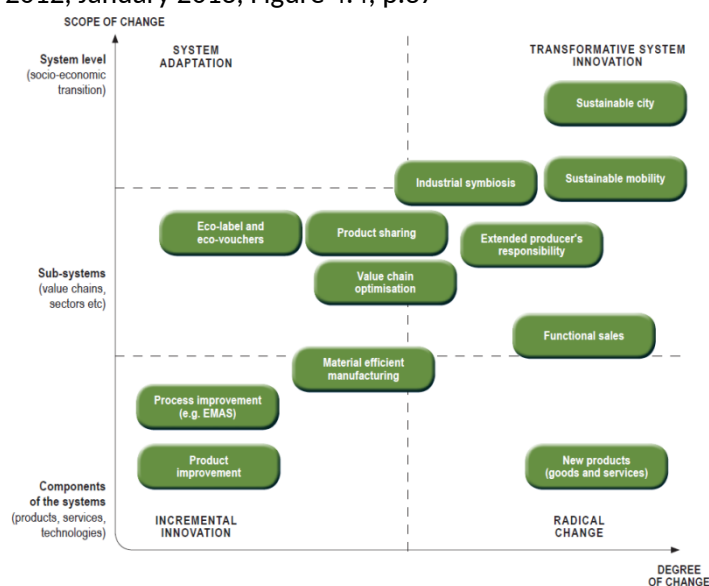 2012, January 2013, Figure 4.4, p.67
SCOPE OF CHANGE
System level
(socio-economic
transition)
SYSTEM
ADAPTATION
TRANSFORMATIVE SYSTEM
INNOVATION
Sustainable city
Industrial symbiosis
Sustainable mobility
Eco-label and
eco-vouchers
Product sharing
Extended producer's
responsibility
Sub-systems
(value chains,
sectors etc)
Value chain
optimisation
Functional sales
Material efficient
manufacturing
Process improvement
(e.g. EMAS)
Product
improvement
New products
(goods and services)
Components
of the systems
(products, services,
technologies)
INCREMENTAL
INNOVATION
RADICAL
CHANGE
DEGREE
OF CHANGE